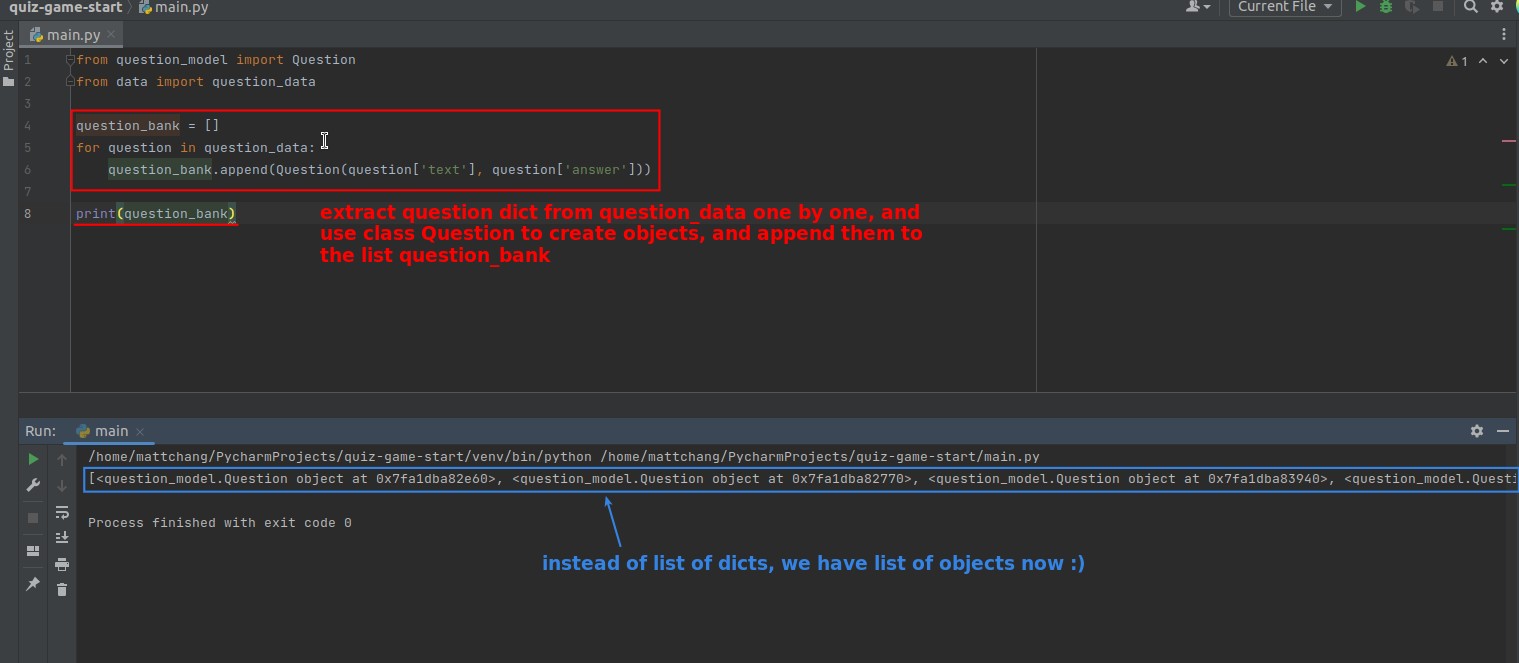 quiz-game-start main.py Current File
main.py
Project
1 from question_model import Question
1
2 from data import question_data
3
4 question_bank = []
5 for question in question_data:
6 question_bank.append(Question(question['text'], question['answer']))
7
8 print(question_bank)
extract question dict from question_data one by one, and
use class Question to create objects, and append them to
the list question_bank
Run: main
/home/mattchang/PycharmProjects/quiz-game-start/venv/bin/python /home/mattchang/PycharmProjects/quiz-game-start/main.py
[<question_model.Question object at 0x7fa1dba82e60>, <question_model.Question object at 0x7fa1dba82770>, <question_model.Question object at 0x7fa1dba83940>, <question_model.Questi
Process finished with exit code 0
instead of list of dicts, we have list of objects now :)